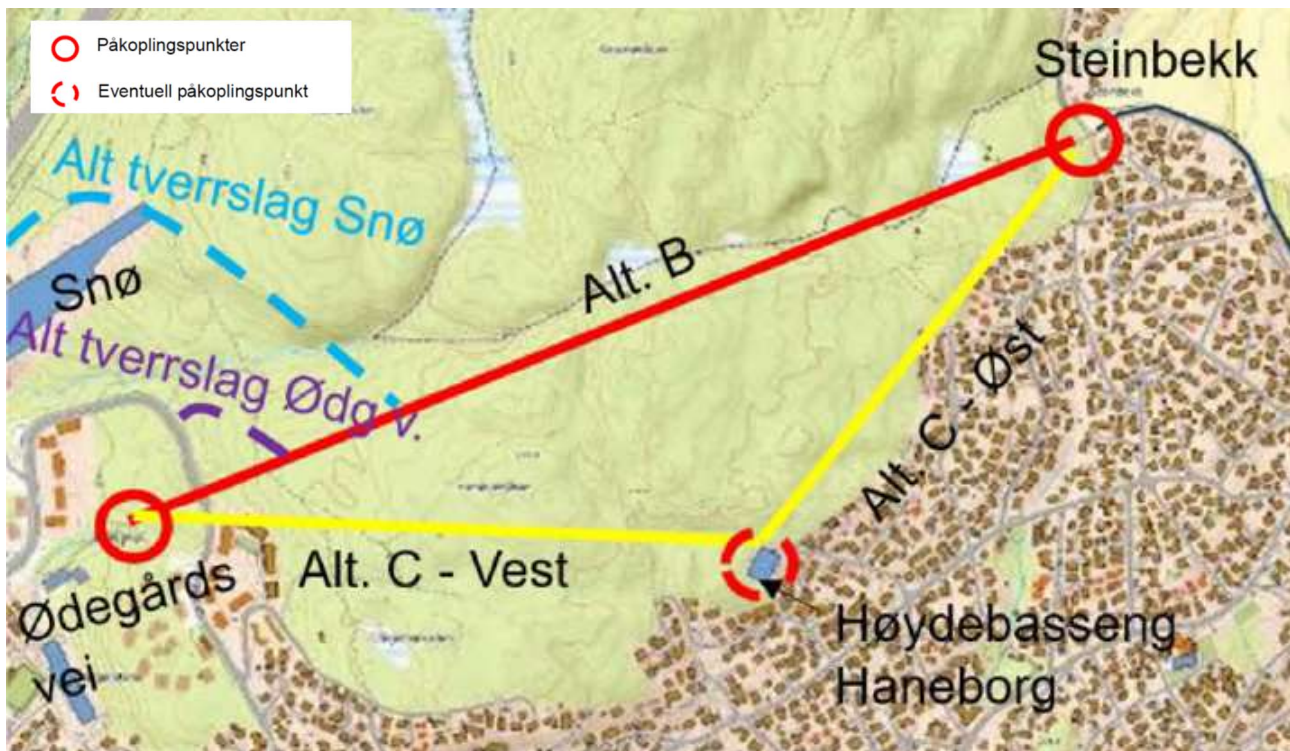 Påkoplingspunkter
Eventuell påkoplingspunkt
Steinbekk
Alt tverrslag Snø
Snø
Alt. B
Alt tverrslag Ødg v.
Alt. C - Øst
Alt. C - Vest
Ødegårds
vei
Høydebasseng
Haneborg